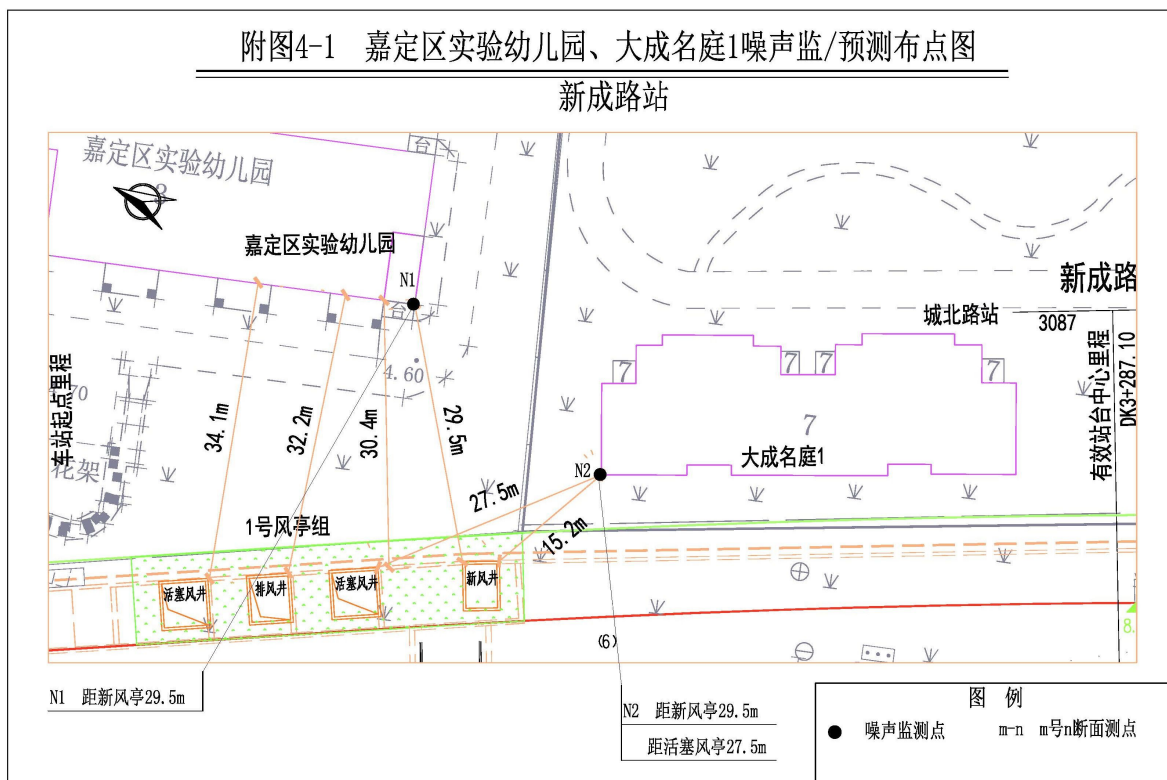 附图4-1 嘉定区实验幼儿园、大成名庭1噪声监/预测布点图
新成路站
嘉定区实验幼儿园
3
台
嘉定区实验幼儿园
N1
台
新成路
城北路站
3087
4.60
70
车站起点里程
花架
34.1m
32.2m
30.4m
29.5m
7
7
7
7
7
大成名庭1
有效站台中心里程
DK3+287.10
N2
27.5m
15.2m
1号风亭组
活塞风井
排风井
活塞风井
新风井
(6)
8.
N1 距新风亭29.5m
N2 距新风亭29.5m
距活塞风亭27.5m
图 例
噪声监测点 m-n m号n断面测点